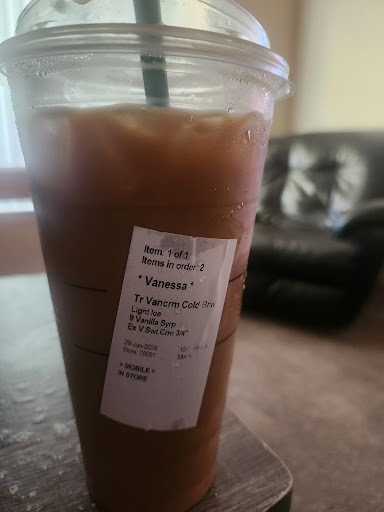 Item: 1 of 1
Items in order: 2
* Vanessa *
Tr Vancrm Cold Brw
Light Ice
9 Vanilla Syrp
Ex V Swt Crm 3/4"
29-Jun-2024
Store: 76091
> MOBILE <
IN STORE